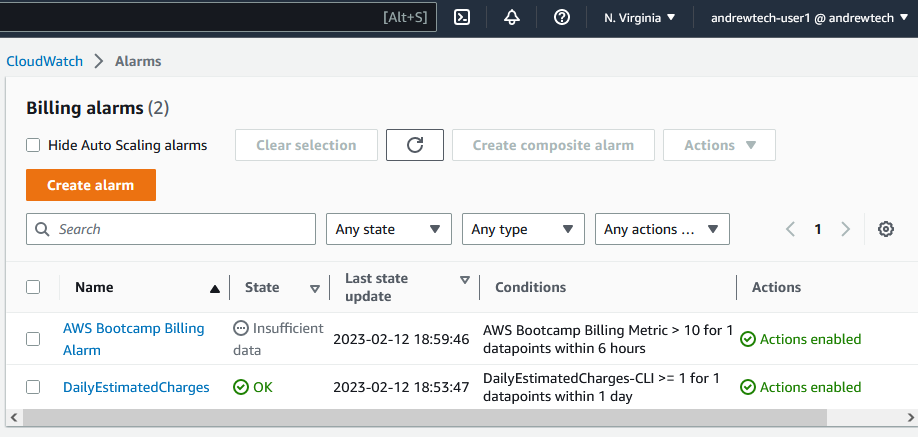 [Alt+S] N. Virginia andrewtech-user1 @ andrewtech
CloudWatch Alarms
Billing alarms (2)
Hide Auto Scaling alarms Clear selection Create composite alarm Actions
Create alarm
Search Any state Any type Any actions ... 1
Name State Last state update Conditions Actions
AWS Bootcamp Billing Alarm Insufficient data 2023-02-12 18:59:46 AWS Bootcamp Billing Metric > 10 for 1 datapoints within 6 hours Actions enabled
DailyEstimatedCharges OK 2023-02-12 18:53:47 DailyEstimatedCharges-CLI >= 1 for 1 datapoints within 1 day Actions enabled